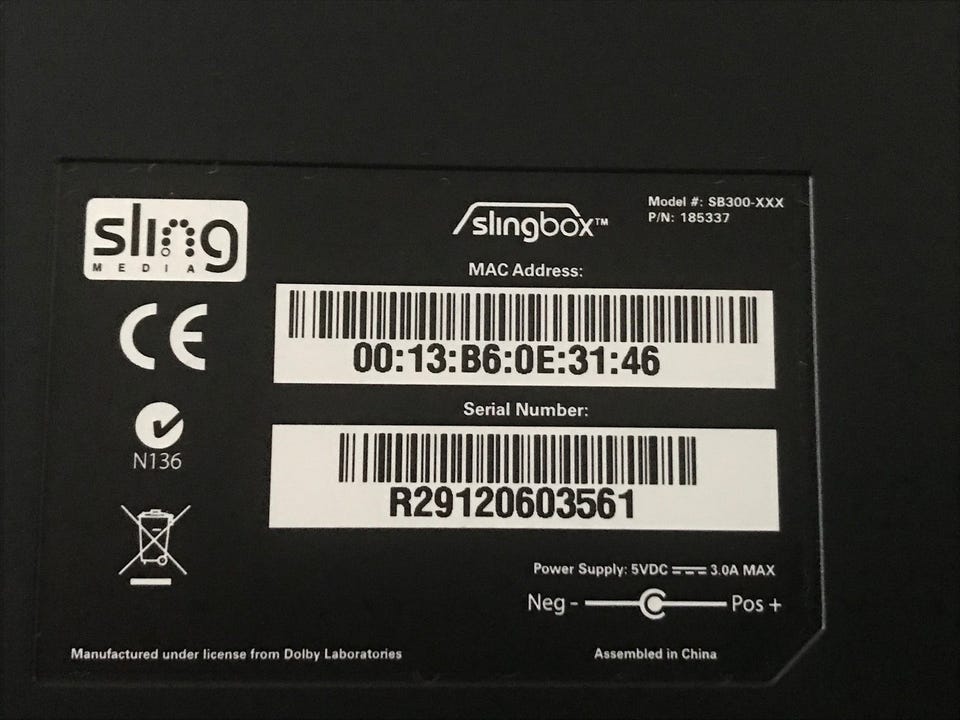 sling
MEDIA
slingbox™
Model #: SB300-XXX
P/N: 185337
MAC Address:
00:13:B6:0E:31:46
CE
Serial Number:
N136
R29120603561
Power Supply: 5VDC 3.0A MAX
Neg - Pos +
Manufactured under license from Dolby Laboratories
Assembled in China